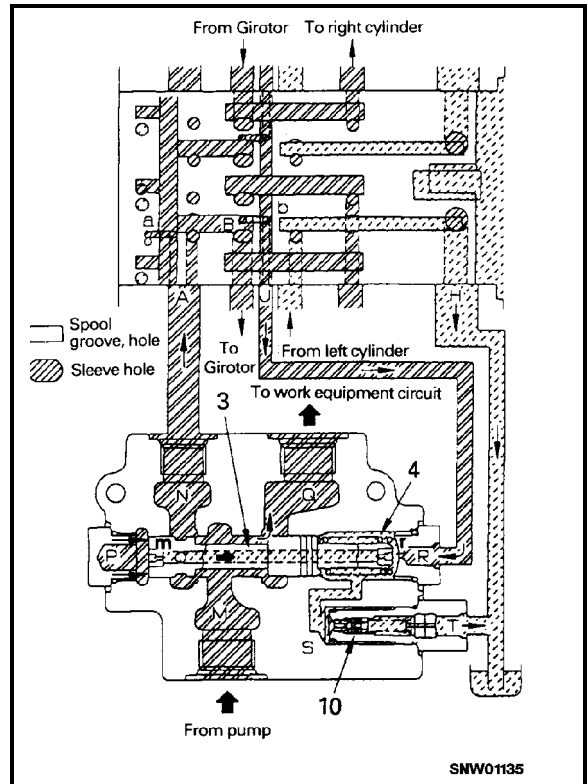 From Girotor To right cylinder
a
B
A
U
H
Spool
groove, hole
Sleeve hole
To
Girotor
From left cylinder
To work equipment circuit
3
4
N
Q
P
m
r
R
M
S
T
10
From pump
SNW01135